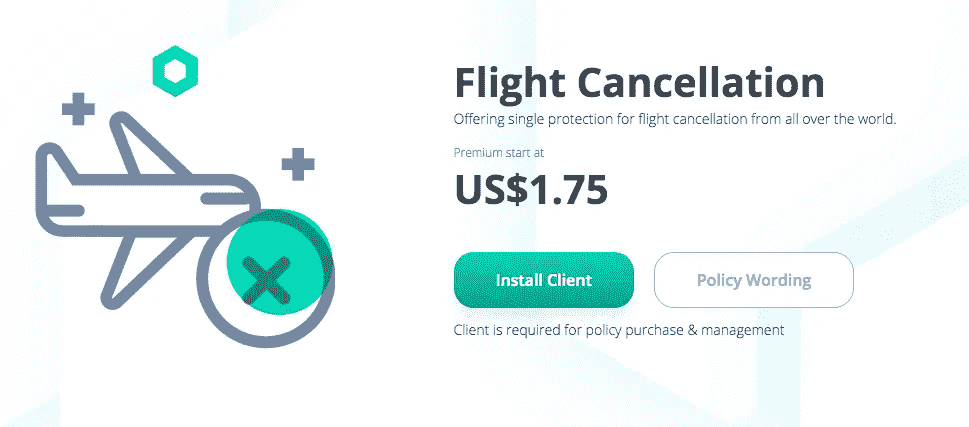 Flight Cancellation
Offering single protection for flight cancellation from all over the world.
Premium start at
US$1.75
Install Client
Policy Wording
Client is required for policy purchase & management